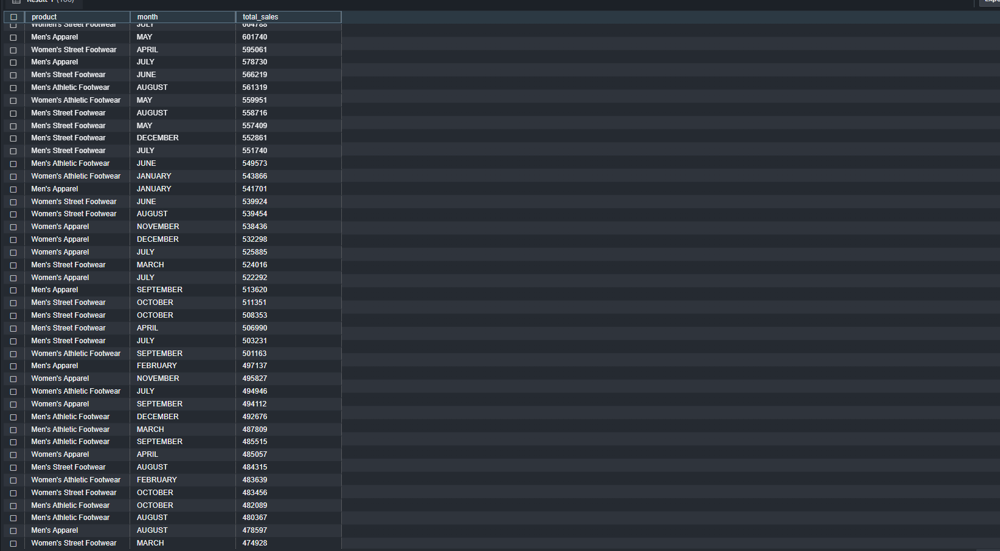 Result 1 (100)
Expo
product month total_sales
Women's Street Footwear JULY 604788
Men's Apparel MAY 601740
Women's Street Footwear APRIL 595061
Men's Apparel JULY 578730
Men's Street Footwear JUNE 566219
Men's Athletic Footwear AUGUST 561319
Women's Athletic Footwear MAY 559951
Men's Street Footwear AUGUST 558716
Men's Street Footwear MAY 557409
Men's Street Footwear DECEMBER 552861
Men's Street Footwear JULY 551740
Men's Athletic Footwear JUNE 549573
Women's Athletic Footwear JANUARY 543866
Men's Apparel JANUARY 541701
Women's Street Footwear JUNE 539924
Women's Street Footwear AUGUST 539454
Women's Apparel NOVEMBER 538436
Women's Apparel DECEMBER 532298
Women's Apparel JULY 525885
Men's Street Footwear MARCH 524016
Women's Apparel JULY 522292
Men's Apparel SEPTEMBER 513620
Men's Street Footwear OCTOBER 511351
Men's Street Footwear OCTOBER 508353
Men's Street Footwear APRIL 506990
Men's Street Footwear JULY 503231
Women's Athletic Footwear SEPTEMBER 501163
Men's Apparel FEBRUARY 497137
Women's Apparel NOVEMBER 495827
Women's Athletic Footwear JULY 494946
Women's Apparel SEPTEMBER 494112
Men's Athletic Footwear DECEMBER 492676
Men's Athletic Footwear MARCH 487809
Men's Athletic Footwear SEPTEMBER 485515
Women's Apparel APRIL 485057
Men's Street Footwear AUGUST 484315
Women's Athletic Footwear FEBRUARY 483639
Women's Street Footwear OCTOBER 483456
Men's Athletic Footwear OCTOBER 482089
Men's Athletic Footwear AUGUST 480367
Men's Apparel AUGUST 478597
Women's Street Footwear MARCH 474928